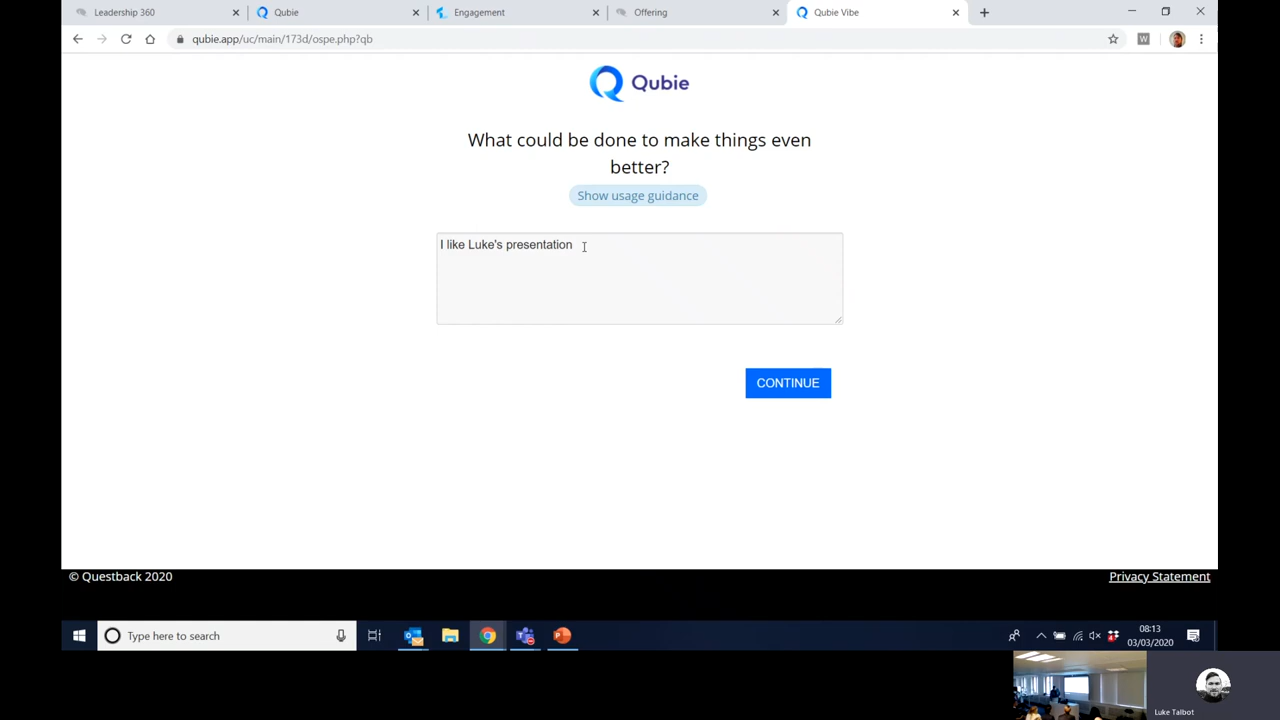 Leadership 360
Qubie
Engagement
Offering
Qubie Vibe
qubie.app/uc/main/173d/ospe.php?qb
W
Qubie
What could be done to make things even
better?
Show usage guidance
I like Luke's presentation
CONTINUE
© Questback 2020
Privacy Statement
Type here to search
08:13
03/03/2020
Luke Talbot